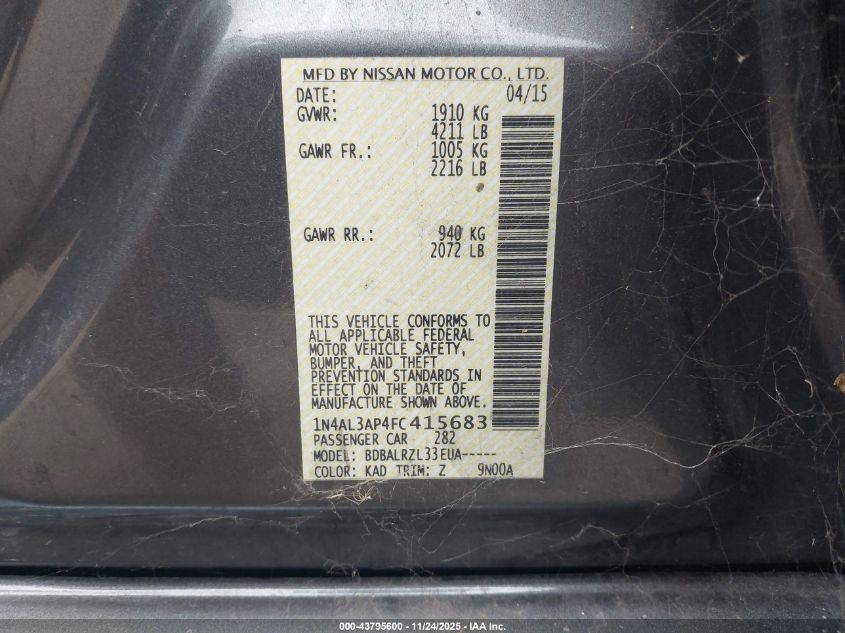 MFD BY NISSAN MOTOR CO., LTD.
DATE: 04/15
GVWR: 1910 KG
4211 LB
GAWR FR.: 1005 KG
2216 LB
GAWR RR.: 940 KG
2072 LB
THIS VEHICLE CONFORMS TO
ALL APPLICABLE FEDERAL
MOTOR VEHICLE SAFETY,
BUMPER, AND THEFT
PREVENTION STANDARDS IN
EFFECT ON THE DATE OF
MANUFACTURE SHOWN ABOVE.
1N4AL3AP4FC415683
PASSENGER CAR 282
MODEL: BDBALRZL33EUA-----
COLOR: KAD TRIM: Z 9N00A
000-43795600 - 11/24/2025 - IAA Inc.